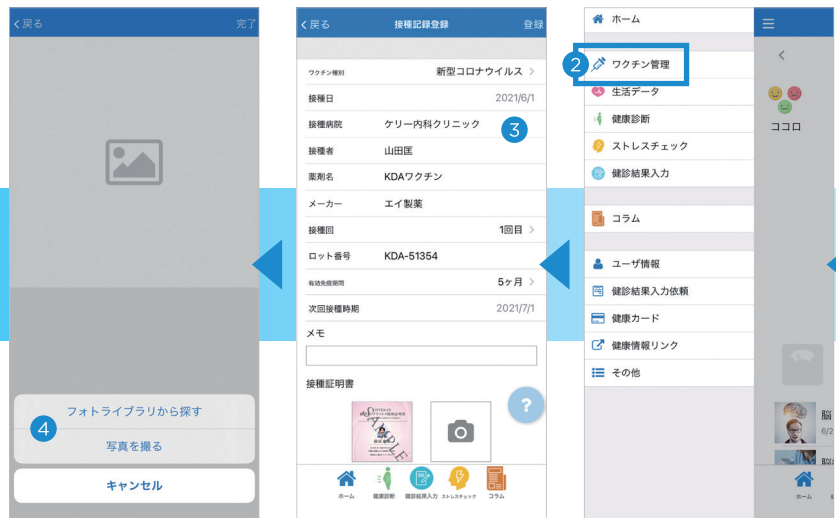 戻る
完了
フォトライブラリから探す
4
写真を撮る
キャンセル
戻る 接種記録登録 登録
ワクチン種別 新型コロナウイルス
接種日 2021/6/1
接種病院 ケリー内科クリニック
3
接種者 山田匡
薬剤名 KDAワクチン
メーカー エイ製薬
接種回 1回目
ロット番号 KDA-51354
有効免疫期間 5ヶ月
次回接種時期 2021/7/1
メモ
接種証明書
SAMPLE
?
ホーム 健康診断 健診結果入力 ストレスチェック コラム
ホーム
2
ワクチン管理
生活データ
健康診断
ストレスチェック
健診結果入力
コラム
ユーザ情報
健診結果入力依頼
健康カード
健康情報リンク
その他
ココロ
6/2
ホーム